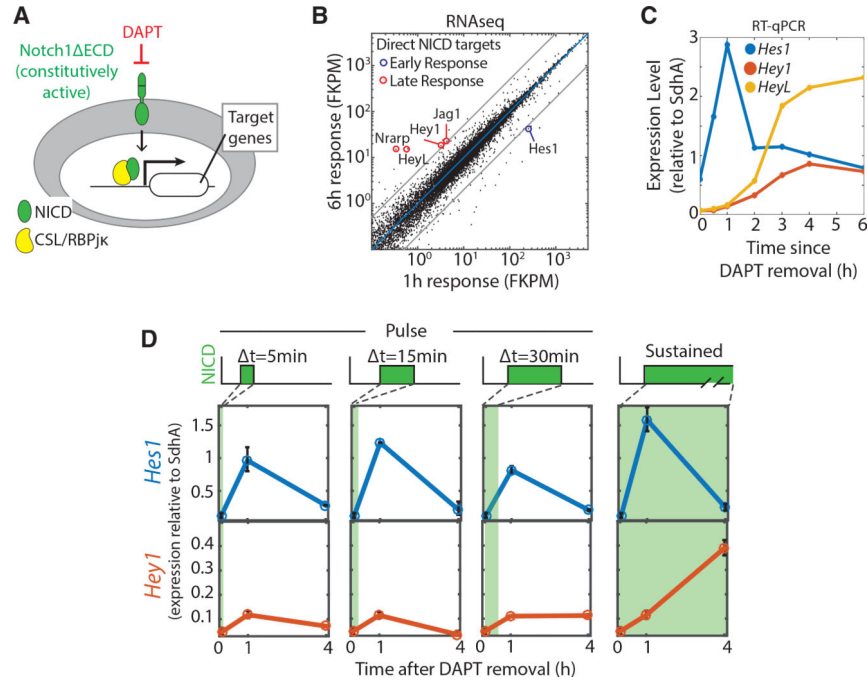 A
DAPT
Notch1ΔECD
(constitutively
active)
Target
genes
NICD
CSL/RBPjκ
B
RNAseq
Direct NICD targets
Early Response
Late Response
Jag1
Hey1
Nrarp
HeyL
Hes1
6h response (FKPM)
10⁴
10³
10²
10¹
10⁰
10⁰ 10¹ 10² 10³
1h response (FKPM)
C
RT-qPCR
Hes1
Hey1
HeyL
Expression Level
(relative to SdhA)
3
2
1
0
0 1 2 3 4 5 6
Time since
DAPT removal (h)
D
Pulse
NICD
Δt=5min
Δt=15min
Δt=30min
Sustained
Hes1
Hey1
(expression relative to SdhA)
1.5
1
0.5
0.4
0.3
0.2
0.1
0 1 4
0 1 4
0 1 4
0 1 4
Time after DAPT removal (h)